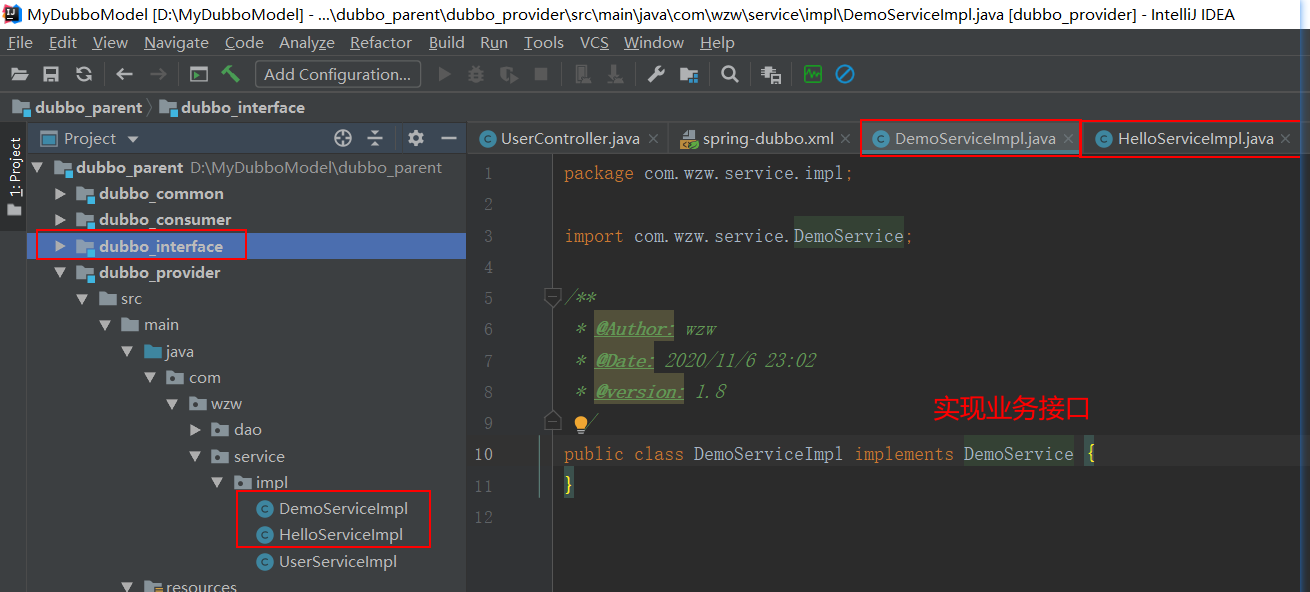 MyDubboModel [D:\MyDubboModel] - ...\dubbo_parent\dubbo_provider\src\main\java\com\wzw\service\impl\DemoServiceImpl.java [dubbo_provider] - IntelliJ IDEA
File Edit View Navigate Code Analyze Refactor Build Run Tools VCS Window Help
Add Configuration...
dubbo_parent dubbo_interface
1: Project
Project
UserController.java spring-dubbo.xml DemoServiceImpl.java HelloServiceImpl.java
dubbo_parent D:\MyDubboModel\dubbo_parent
dubbo_common
dubbo_consumer
dubbo_interface
dubbo_provider
src
main
java
com
wzw
dao
service
impl
DemoServiceImpl
HelloServiceImpl
UserServiceImpl
resources
1 package com.wzw.service.impl;
2
3 import com.wzw.service.DemoService;
4
5 /**
6 * @Author: wzw
7 * @Date: 2020/11/6 23:02
8 * @version: 1.8
9 */
实现业务接口
10 public class DemoServiceImpl implements DemoService {
11 }
12